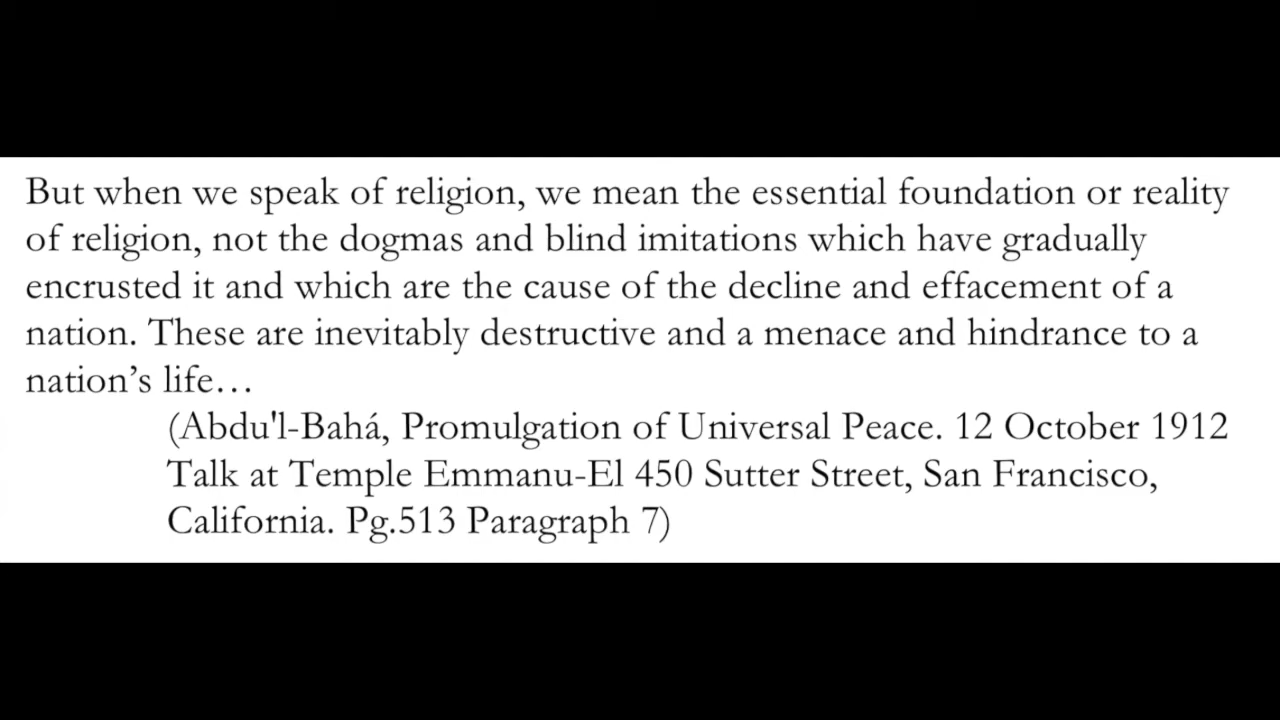 But when we speak of religion, we mean the essential foundation or reality
of religion, not the dogmas and blind imitations which have gradually
encrusted it and which are the cause of the decline and effacement of a
nation. These are inevitably destructive and a menace and hindrance to a
nation’s life…
(Abdu'l-Bahá, Promulgation of Universal Peace. 12 October 1912
Talk at Temple Emmanu-El 450 Sutter Street, San Francisco,
California. Pg.513 Paragraph 7)